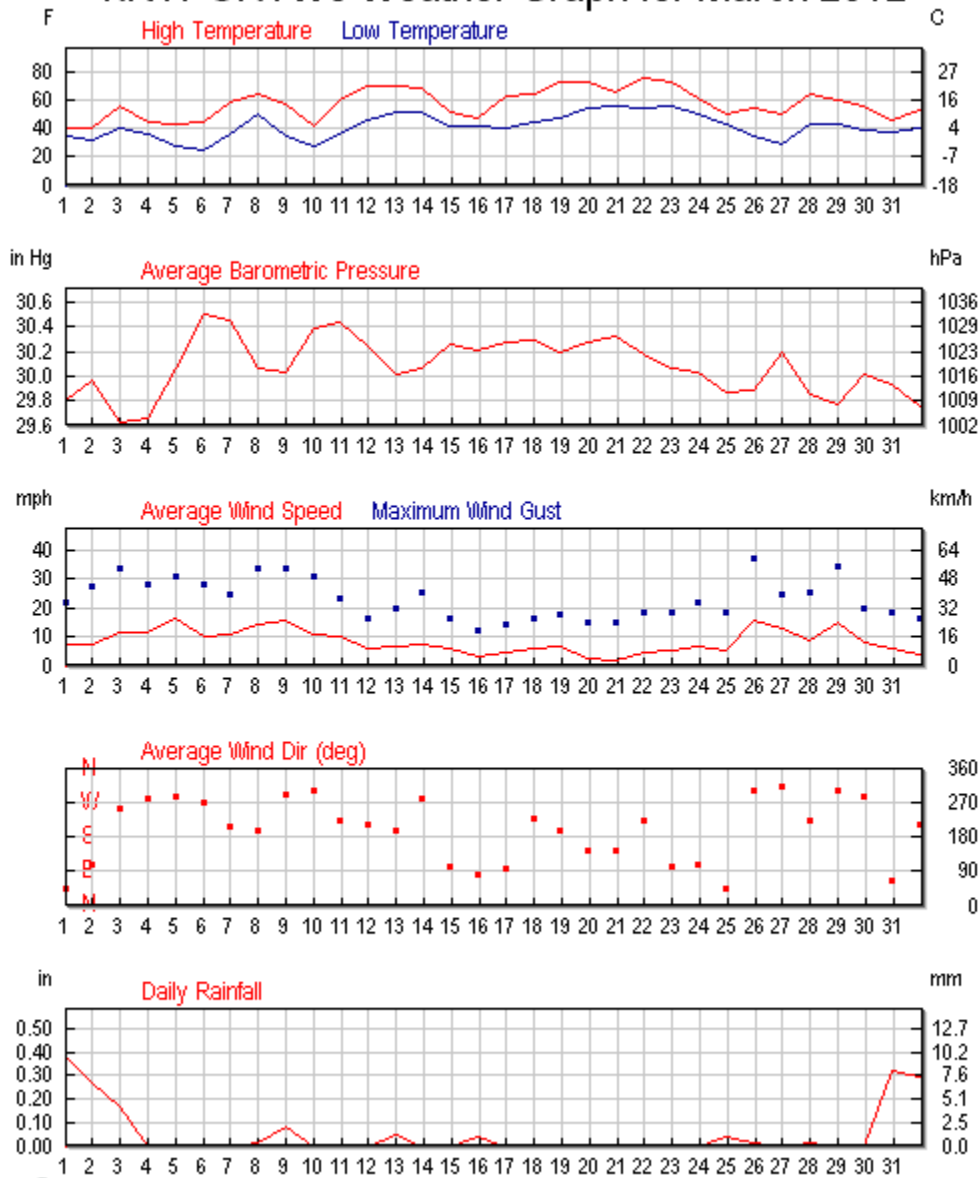 Weather Graph for March 2012
F C
High Temperature Low Temperature
80 27
60 16
40 4
20 -7
0 -18
1 2 3 4 5 6 7 8 9 10 11 12 13 14 15 16 17 18 19 20 21 22 23 24 25 26 27 28 29 30 31
in Hg hPa
Average Barometric Pressure
30.6 1036
30.4 1029
30.2 1023
30.0 1016
29.8 1009
29.6 1002
1 2 3 4 5 6 7 8 9 10 11 12 13 14 15 16 17 18 19 20 21 22 23 24 25 26 27 28 29 30 31
mph km/h
Average Wind Speed Maximum Wind Gust
40 64
30 48
20 32
10 16
0 0
1 2 3 4 5 6 7 8 9 10 11 12 13 14 15 16 17 18 19 20 21 22 23 24 25 26 27 28 29 30 31
Average Wind Dir (deg)
N 360
W 270
S 180
E 90
N 0
1 2 3 4 5 6 7 8 9 10 11 12 13 14 15 16 17 18 19 20 21 22 23 24 25 26 27 28 29 30 31
in mm
Daily Rainfall
0.50 12.7
0.40 10.2
0.30 7.6
0.20 5.1
0.10 2.5
0.00 0.0
1 2 3 4 5 6 7 8 9 10 11 12 13 14 15 16 17 18 19 20 21 22 23 24 25 26 27 28 29 30 31